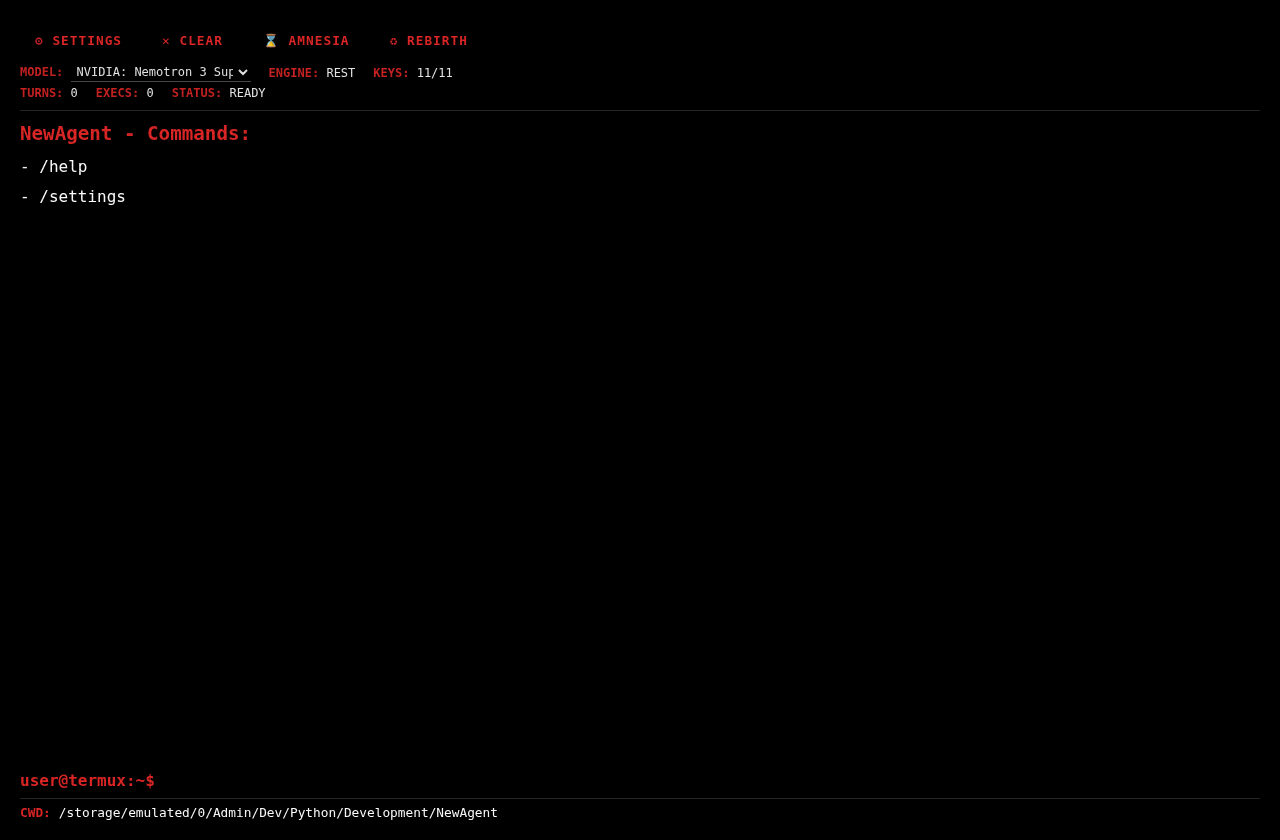 ⚙ SETTINGS ✕ CLEAR ⌛ AMNESIA ♻ REBIRTH
MODEL: NVIDIA: Nemotron 3 Sup ENGINE: REST KEYS: 11/11
TURNS: 0 EXECS: 0 STATUS: READY
NewAgent - Commands:
- /help
- /settings
user@termux:~$
CWD: /storage/emulated/0/Admin/Dev/Python/Development/NewAgent